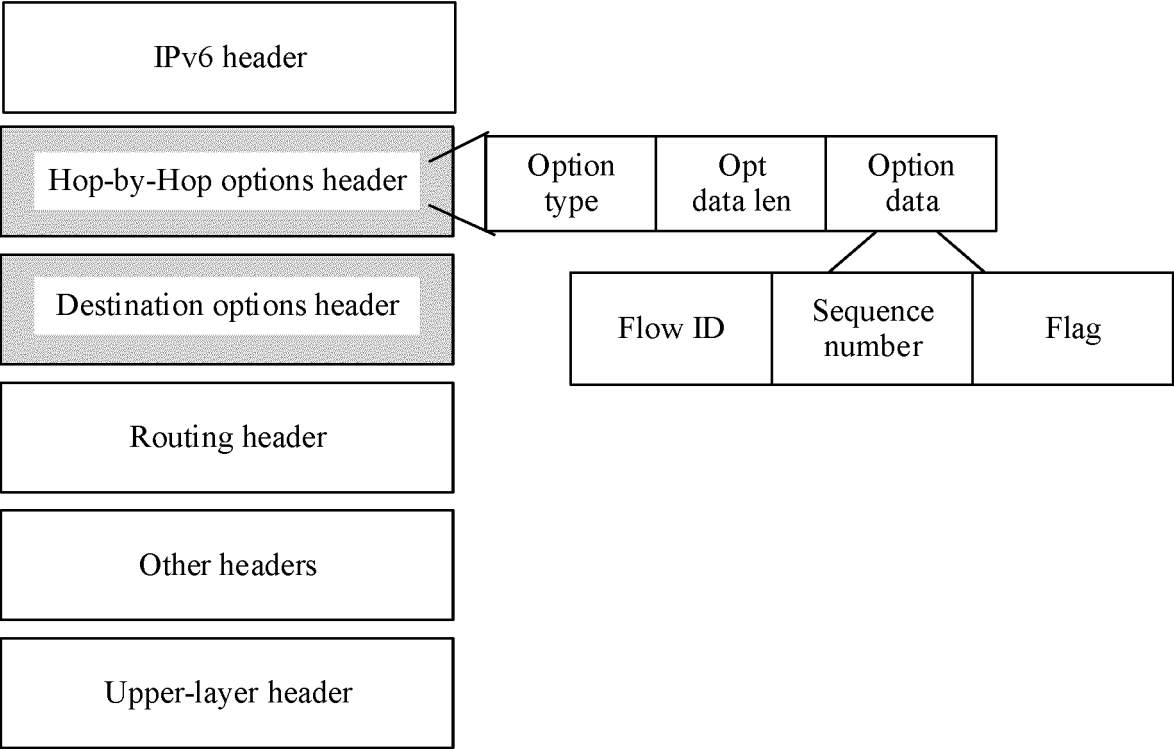 IPv6 header
Hop-by-Hop options header
Option
type
Opt
data len
Option
data
Destination options header
Flow ID
Sequence
number
Flag
Routing header
Other headers
Upper-layer header